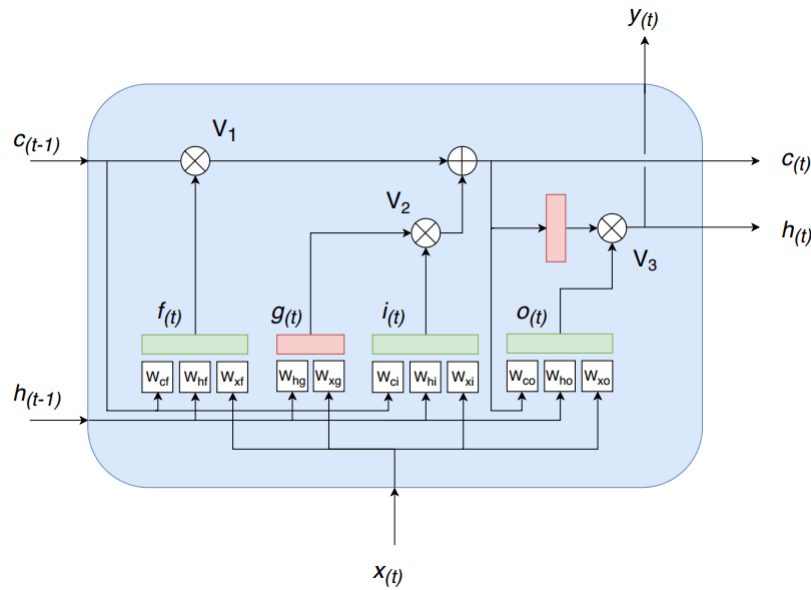 y(t)
c(t-1)
V1
c(t)
V2
h(t)
V3
f(t)
g(t)
i(t)
o(t)
Wcf Whf Wxf Whg Wxg Wci Whi Wxi Wco Who Wxo
h(t-1)
x(t)